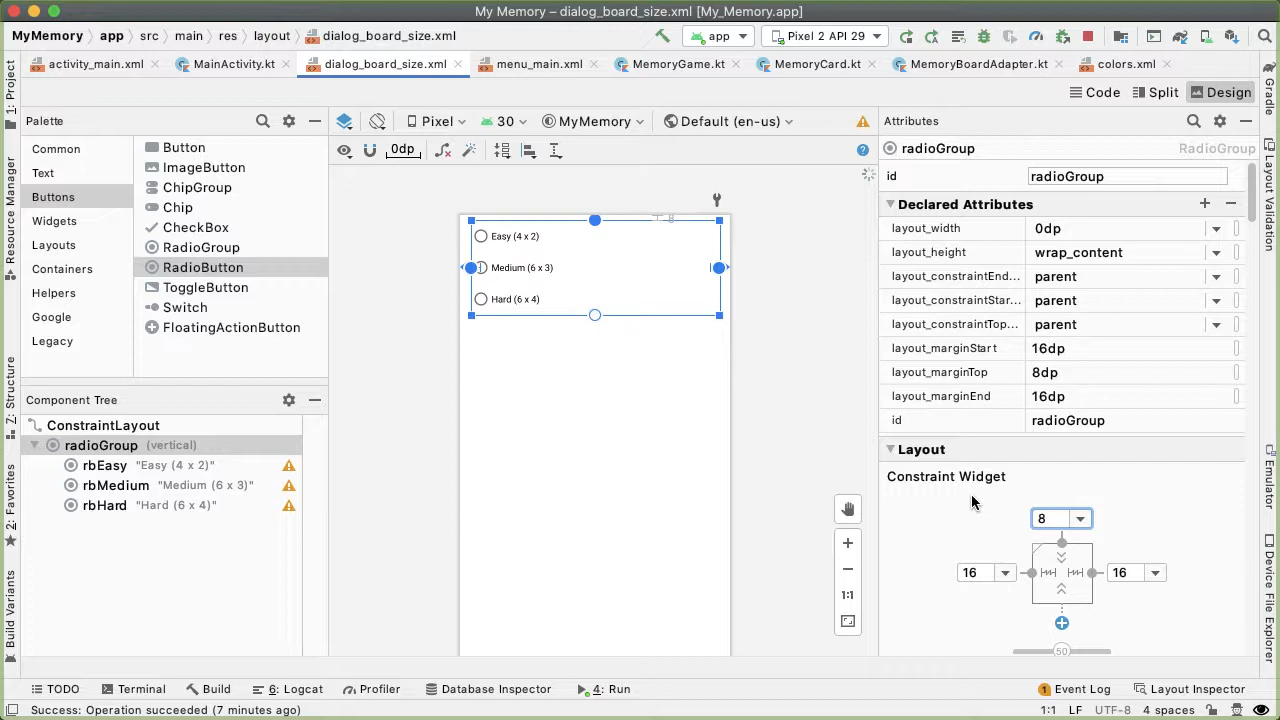 My Memory – dialog_board_size.xml [My_Memory.app]
MyMemory app src main res layout dialog_board_size.xml
app Pixel 2 API 29
activity_main.xml MainActivity.kt dialog_board_size.xml menu_main.xml MemoryGame.kt MemoryCard.kt MemoryBoardAdapter.kt colors.xml
Code Split Design
1: Project
Resource Manager
Z: Structure
2: Favorites
Build Variants
Palette
Common
Text
Buttons
Widgets
Layouts
Containers
Helpers
Google
Legacy
Button
ImageButton
ChipGroup
Chip
CheckBox
RadioGroup
RadioButton
ToggleButton
Switch
FloatingActionButton
Component Tree
ConstraintLayout
radioGroup (vertical)
rbEasy "Easy (4 x 2)"
rbMedium "Medium (6 x 3)"
rbHard "Hard (6 x 4)"
Pixel 30 MyMemory Default (en-us)
0dp
8
Easy (4 x 2)
Medium (6 x 3)
Hard (6 x 4)
1:1
Attributes
radioGroup RadioGroup
id radioGroup
Declared Attributes
layout_width 0dp
layout_height wrap_content
layout_constraintEnd... parent
layout_constraintStar... parent
layout_constraintTop... parent
layout_marginStart 16dp
layout_marginTop 8dp
layout_marginEnd 16dp
id radioGroup
Layout
Constraint Widget
8
16 16
50
Gradle
Layout Validation
Emulator
Device File Explorer
TODO Terminal Build 6: Logcat Profiler Database Inspector 4: Run 1 Event Log Layout Inspector
Success: Operation succeeded (7 minutes ago) 1:1 LF UTF-8 4 spaces